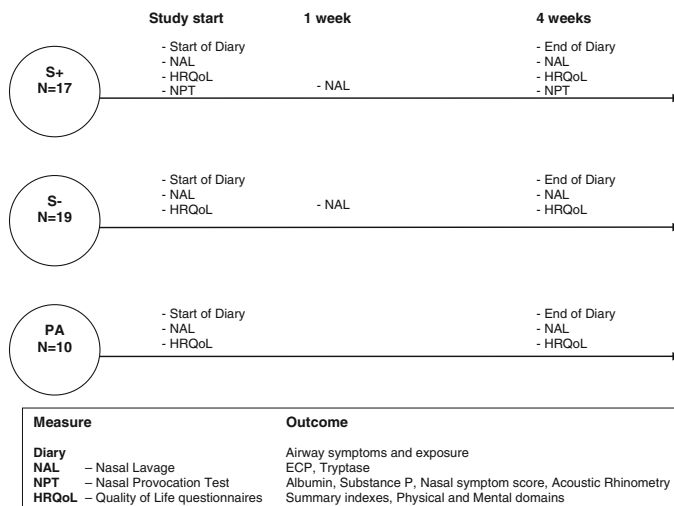 Study start 1 week 4 weeks
S+
N=17
- Start of Diary
- NAL
- HRQoL
- NPT
- NAL
- End of Diary
- NAL
- HRQoL
- NPT
S-
N=19
- Start of Diary
- NAL
- HRQoL
- NAL
- End of Diary
- NAL
- HRQoL
PA
N=10
- Start of Diary
- NAL
- HRQoL
- End of Diary
- NAL
- HRQoL
Measure Outcome
Diary Airway symptoms and exposure
NAL – Nasal Lavage ECP, Tryptase
NPT – Nasal Provocation Test Albumin, Substance P, Nasal symptom score, Acoustic Rhinometry
HRQoL – Quality of Life questionnaires Summary indexes, Physical and Mental domains